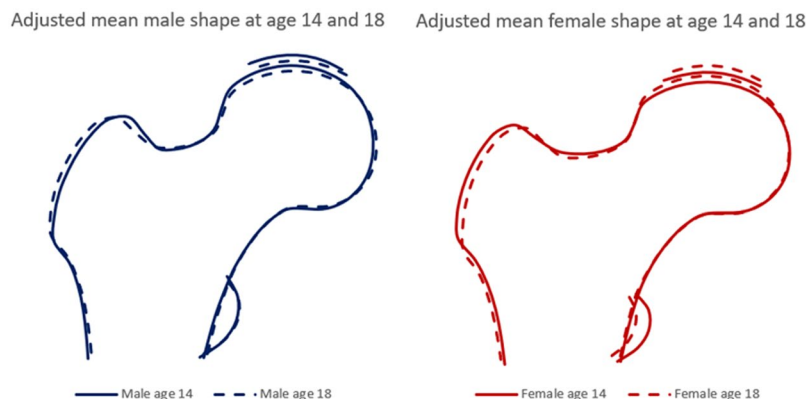 Adjusted mean male shape at age 14 and 18
Adjusted mean female shape at age 14 and 18
Male age 14
Male age 18
Female age 14
Female age 18